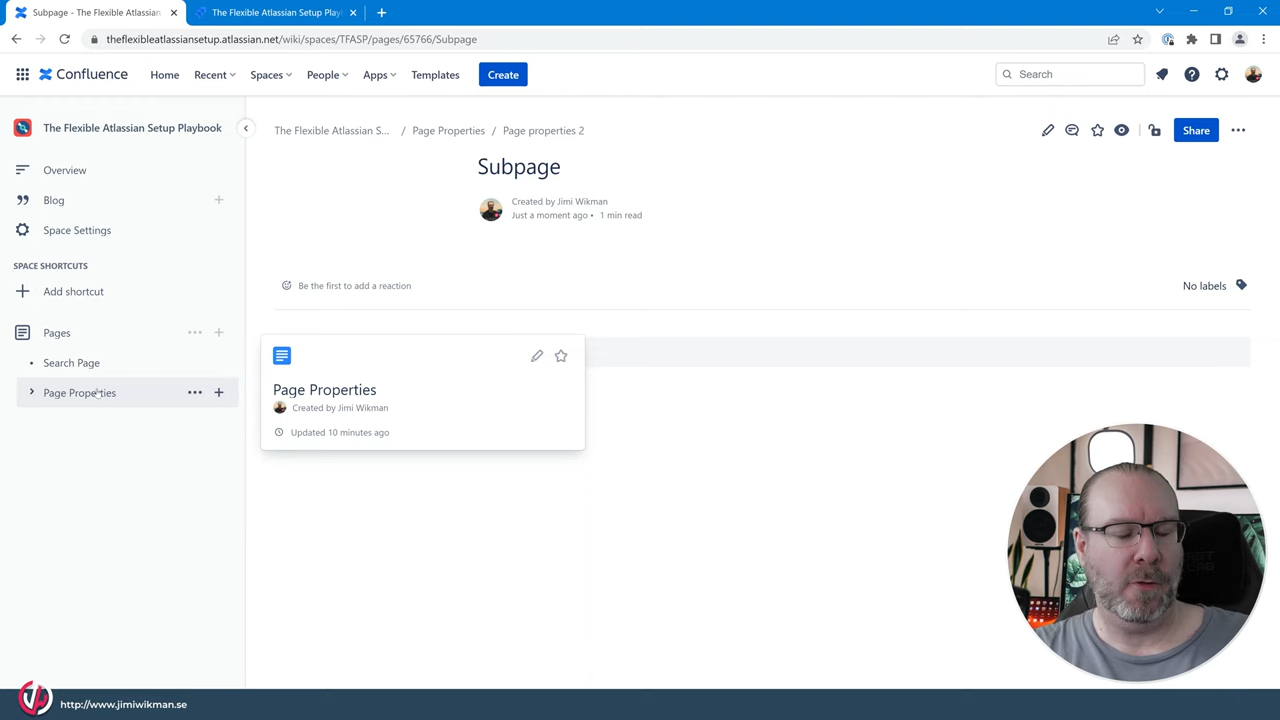 Subpage - The Flexible Atlassian
The Flexible Atlassian Setup Play
theflexibleatlassiansetup.atlassian.net/wiki/spaces/TFASP/pages/65766/Subpage
Confluence
Home
Recent
Spaces
People
Apps
Templates
Create
Search
The Flexible Atlassian Setup Playbook
Overview
Blog
Space Settings
SPACE SHORTCUTS
Add shortcut
Pages
Search Page
Page Properties
The Flexible Atlassian S... / Page Properties / Page properties 2
Share
Subpage
Created by Jimi Wikman
Just a moment ago • 1 min read
Be the first to add a reaction
No labels
Page Properties
Created by Jimi Wikman
Updated 10 minutes ago
http://www.jimiwikman.se